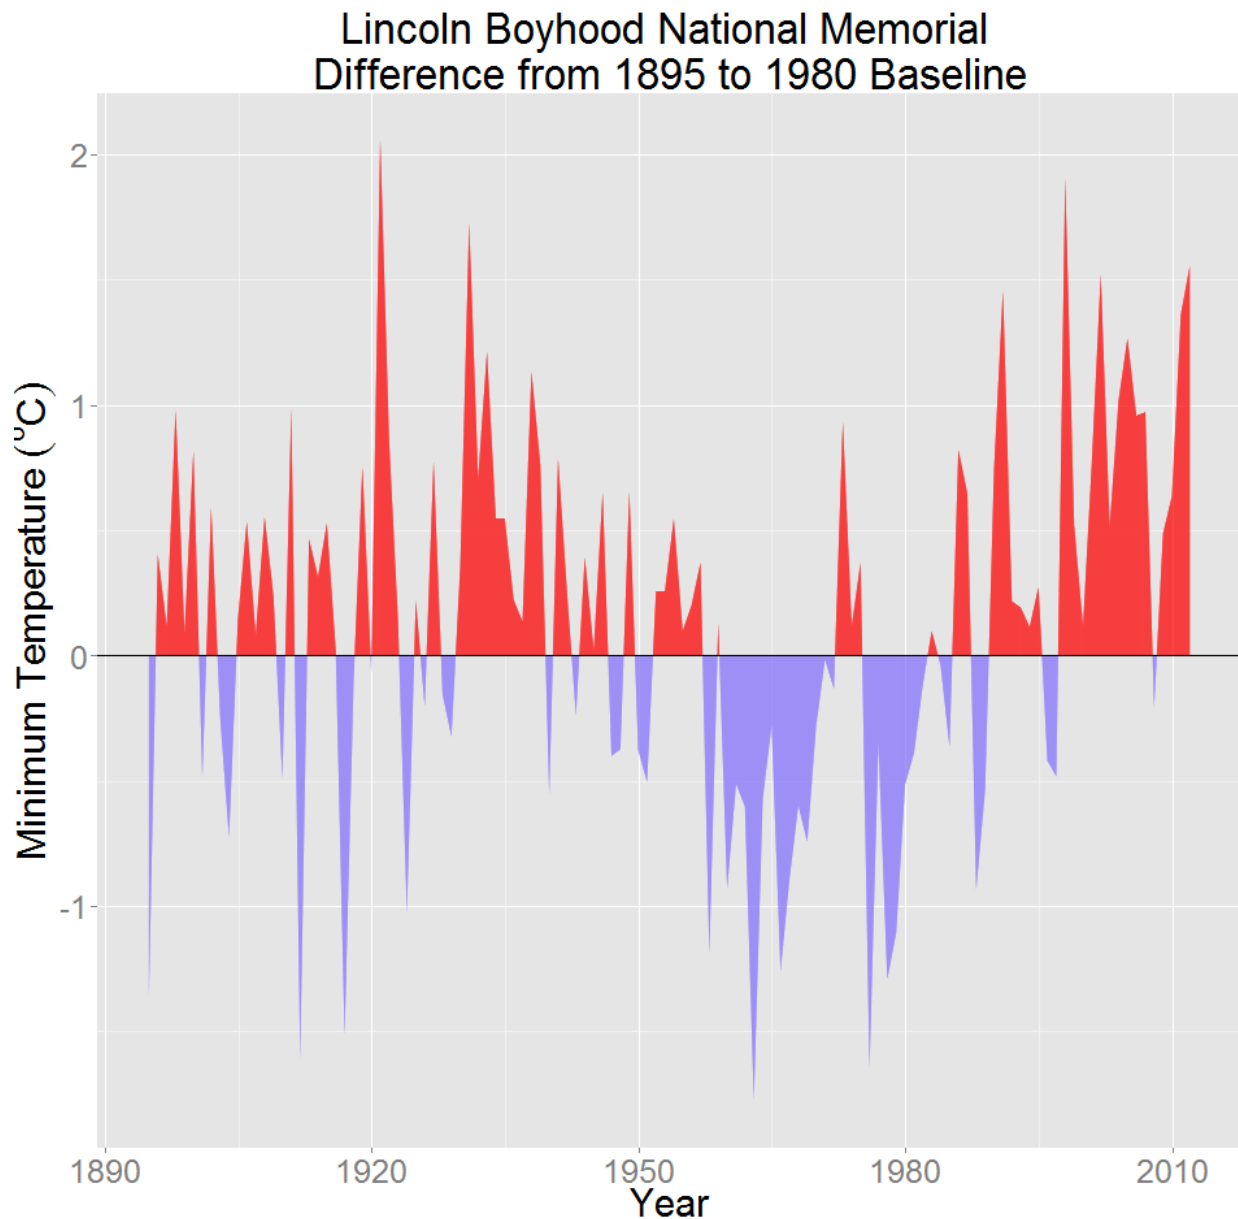 Lincoln Boyhood National Memorial
Difference from 1895 to 1980 Baseline
Minimum Temperature (°C)
2
1
0
-1
1890 1920 1950 1980 2010
Year